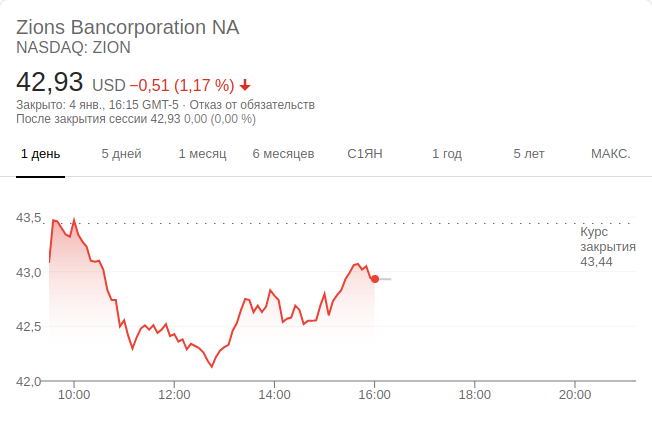 Zions Bancorporation NA
NASDAQ: ZION
42,93 USD −0,51 (1,17 %)
Закрыто: 4 янв., 16:15 GMT-5 · Отказ от обязательств
После закрытия сессии 42,93 0,00 (0,00 %)
1 день 5 дней 1 месяц 6 месяцев С1ЯН 1 год 5 лет МАКС.
43,5
Курс
закрытия
43,44
43,0
42,5
42,0
10:00 12:00 14:00 16:00 18:00 20:00